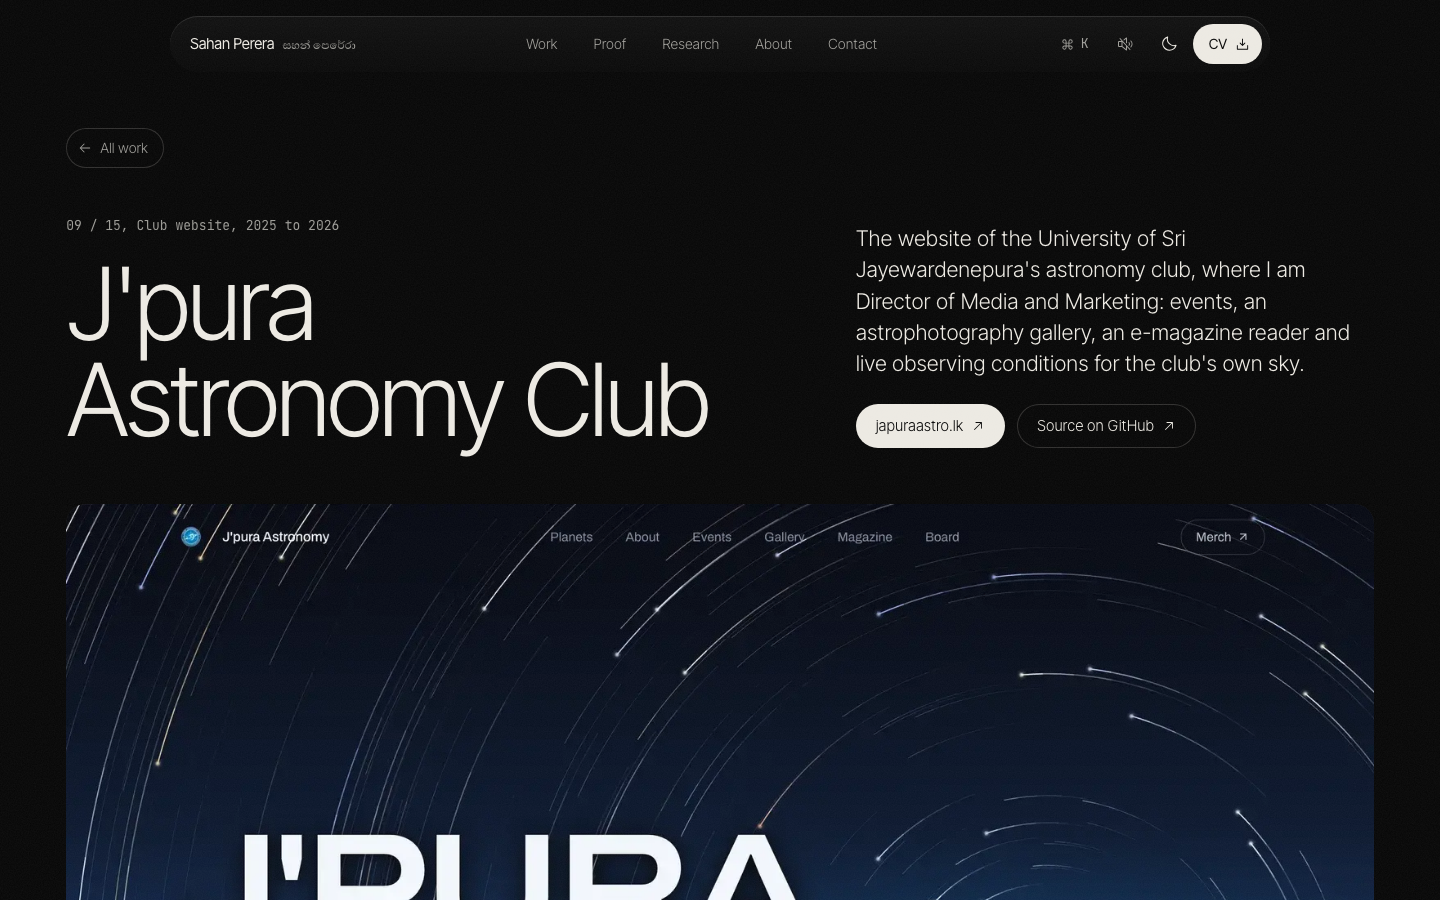 Sahan Perera සහන් පෙරේරා
Work Proof Research About Contact
⌘ K
CV
← All work
09 / 15, Club website, 2025 to 2026
J'pura
Astronomy Club
The website of the University of Sri
Jayewardenepura's astronomy club, where I am
Director of Media and Marketing: events, an
astrophotography gallery, an e-magazine reader and
live observing conditions for the club's own sky.
japuraastro.lk ↗
Source on GitHub ↗
J'pura Astronomy
Planets About Events Gallery Magazine Board
Merch ↗
J'PURA